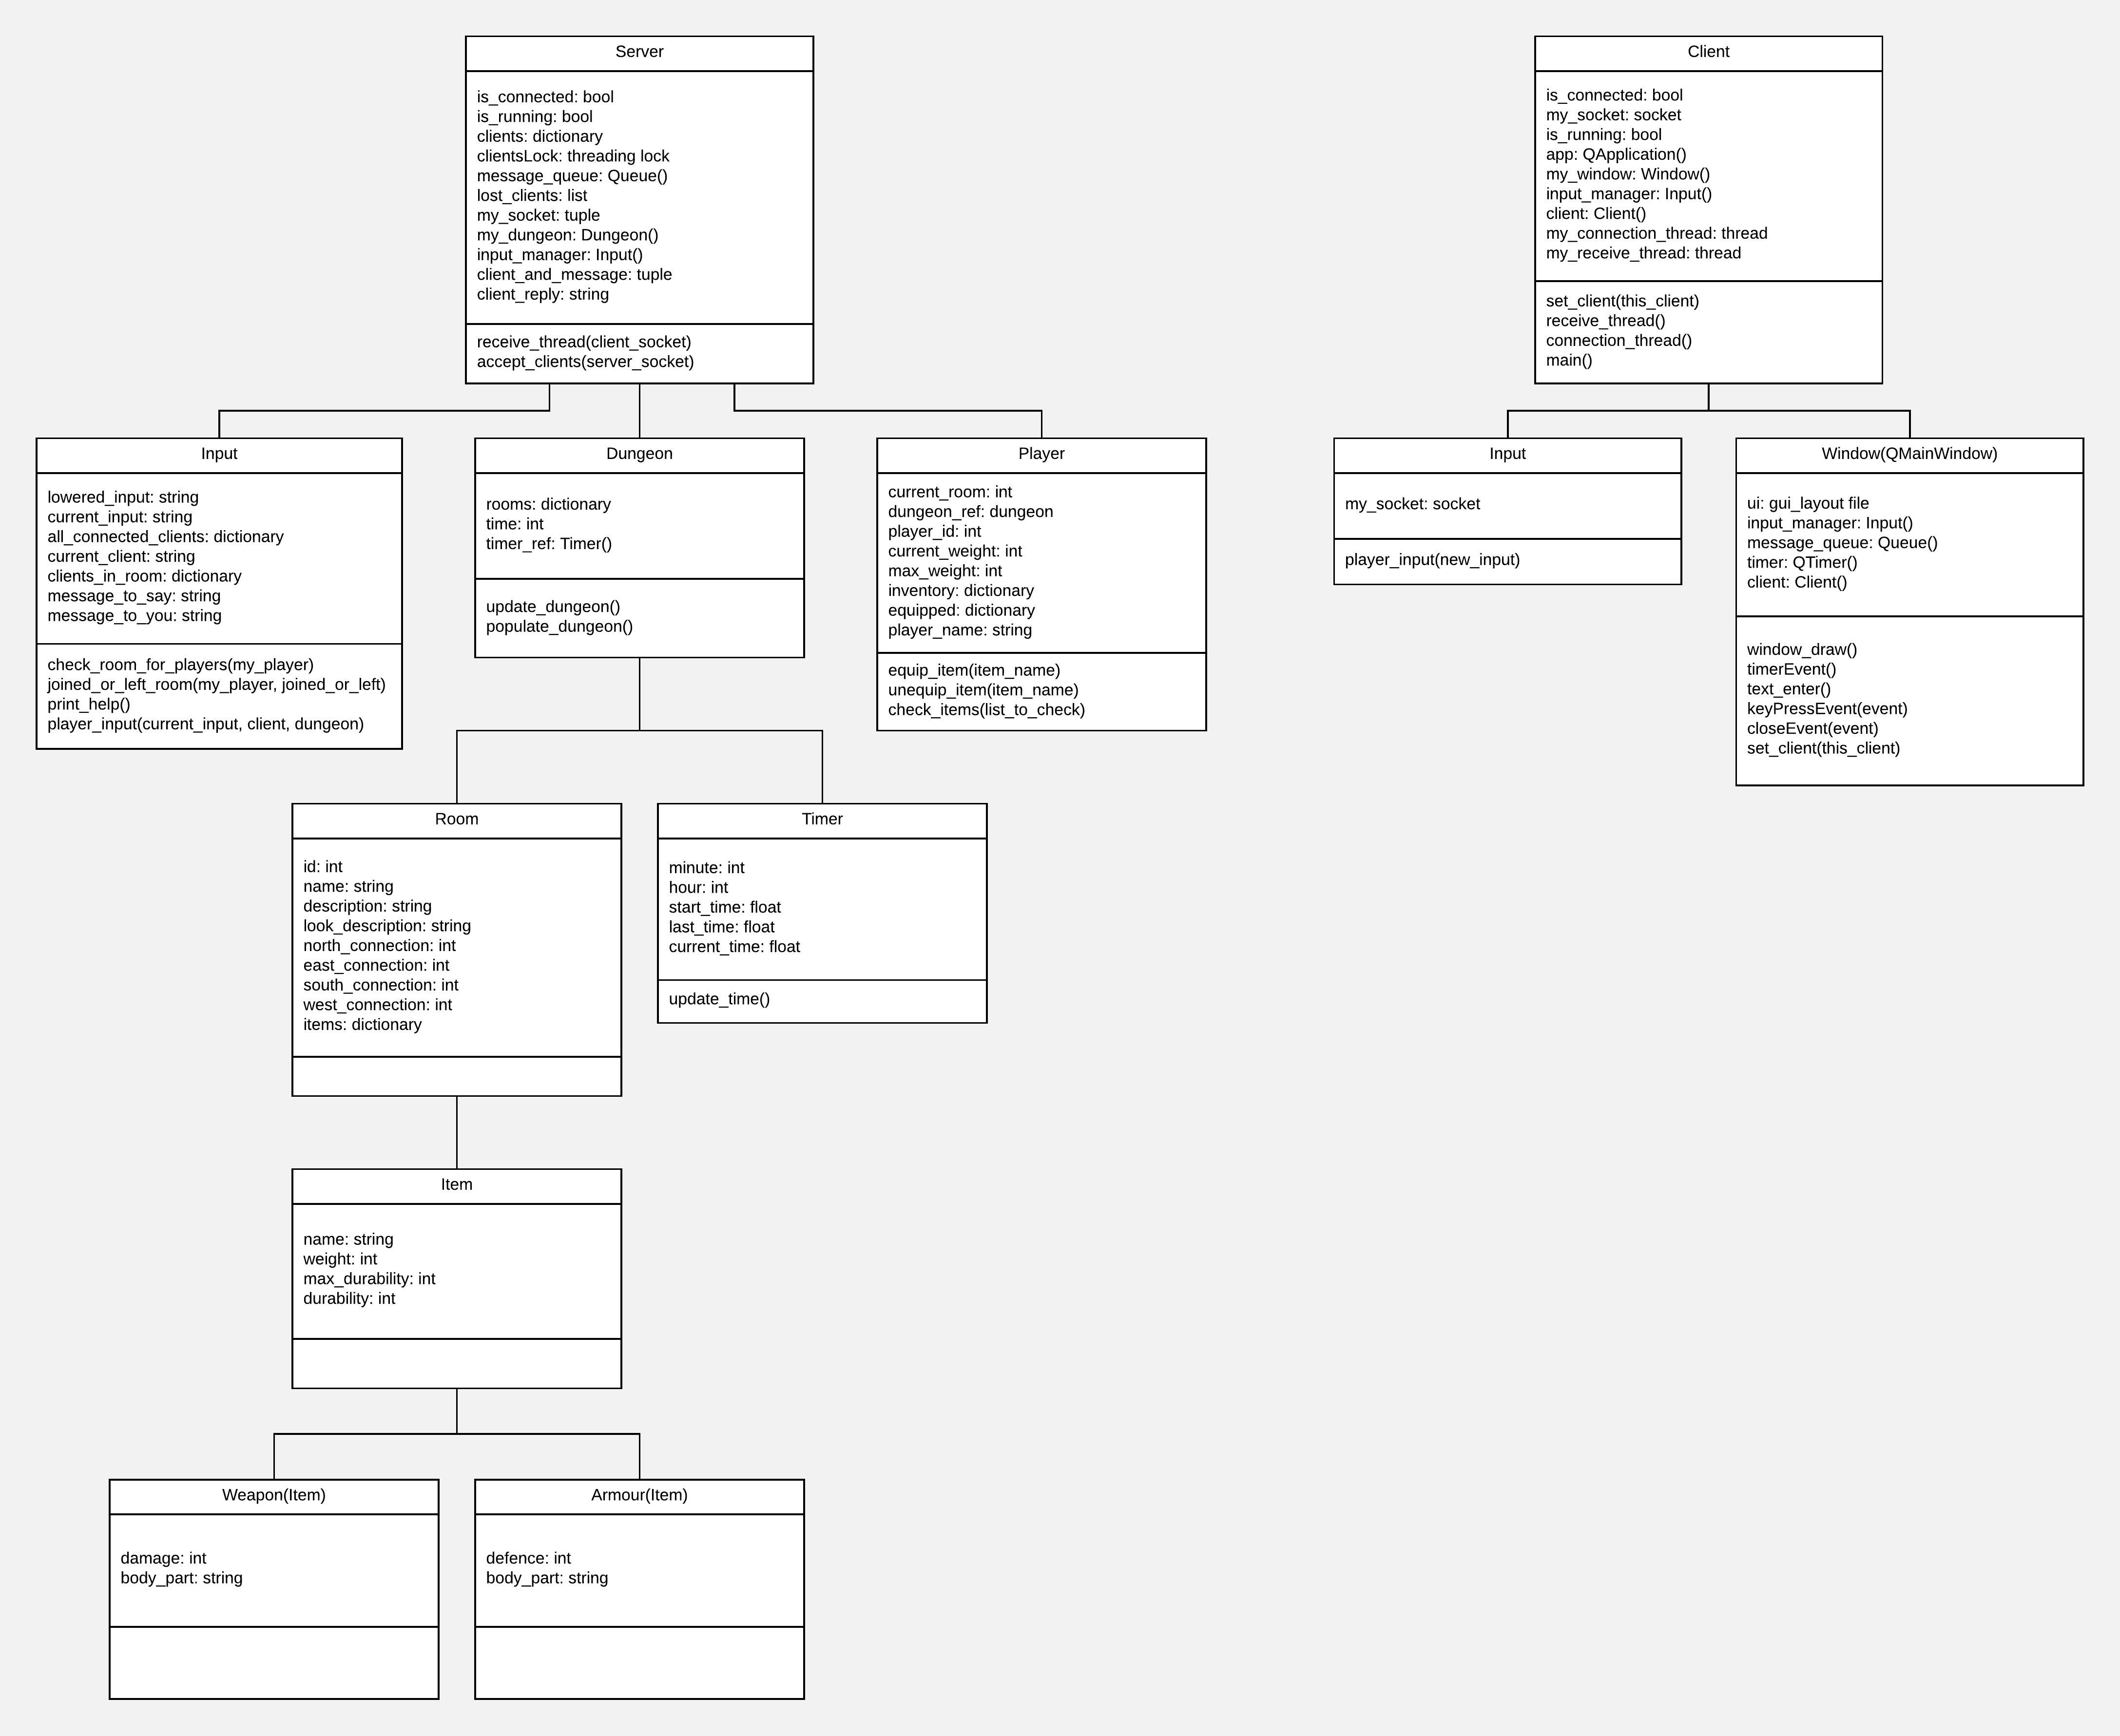 Server
is_connected: bool
is_running: bool
clients: dictionary
clientsLock: threading lock
message_queue: Queue()
lost_clients: list
my_socket: tuple
my_dungeon: Dungeon()
input_manager: Input()
client_and_message: tuple
client_reply: string
receive_thread(client_socket)
accept_clients(server_socket)
Client
is_connected: bool
my_socket: socket
is_running: bool
app: QApplication()
my_window: Window()
input_manager: Input()
client: Client()
my_connection_thread: thread
my_receive_thread: thread
set_client(this_client)
receive_thread()
connection_thread()
main()
Input
lowered_input: string
current_input: string
all_connected_clients: dictionary
current_client: string
clients_in_room: dictionary
message_to_say: string
message_to_you: string
check_room_for_players(my_player)
joined_or_left_room(my_player, joined_or_left)
print_help()
player_input(current_input, client, dungeon)
Dungeon
rooms: dictionary
time: int
timer_ref: Timer()
update_dungeon()
populate_dungeon()
Player
current_room: int
dungeon_ref: dungeon
player_id: int
current_weight: int
max_weight: int
inventory: dictionary
equipped: dictionary
player_name: string
equip_item(item_name)
unequip_item(item_name)
check_items(list_to_check)
Input
my_socket: socket
player_input(new_input)
Window(QMainWindow)
ui: gui_layout file
input_manager: Input()
message_queue: Queue()
timer: QTimer()
client: Client()
window_draw()
timerEvent()
text_enter()
keyPressEvent(event)
closeEvent(event)
set_client(this_client)
Room
id: int
name: string
description: string
look_description: string
north_connection: int
east_connection: int
south_connection: int
west_connection: int
items: dictionary
Timer
minute: int
hour: int
start_time: float
last_time: float
current_time: float
update_time()
Item
name: string
weight: int
max_durability: int
durability: int
Weapon(Item)
damage: int
body_part: string
Armour(Item)
defence: int
body_part: string